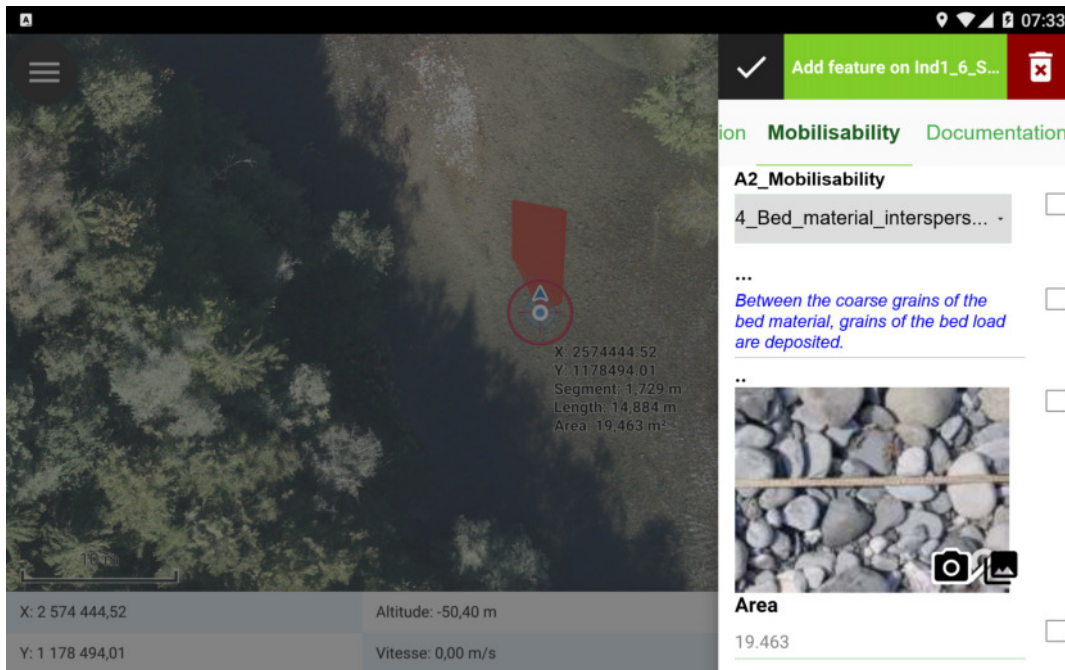 A
07:33
Add feature on Ind1_6_S...
ion Mobilisability Documentation
A2_Mobilisability
4_Bed_material_interspers...
...
Between the coarse grains of the
bed material, grains of the bed load
are deposited.
..
X: 2574444.52
Y: 1178494.01
Segment: 1,729 m
Length: 14,884 m
Area: 19,463 m²
10 m
Area
19.463
X: 2 574 444,52
Altitude: -50,40 m
Y: 1 178 494,01
Vitesse: 0,00 m/s